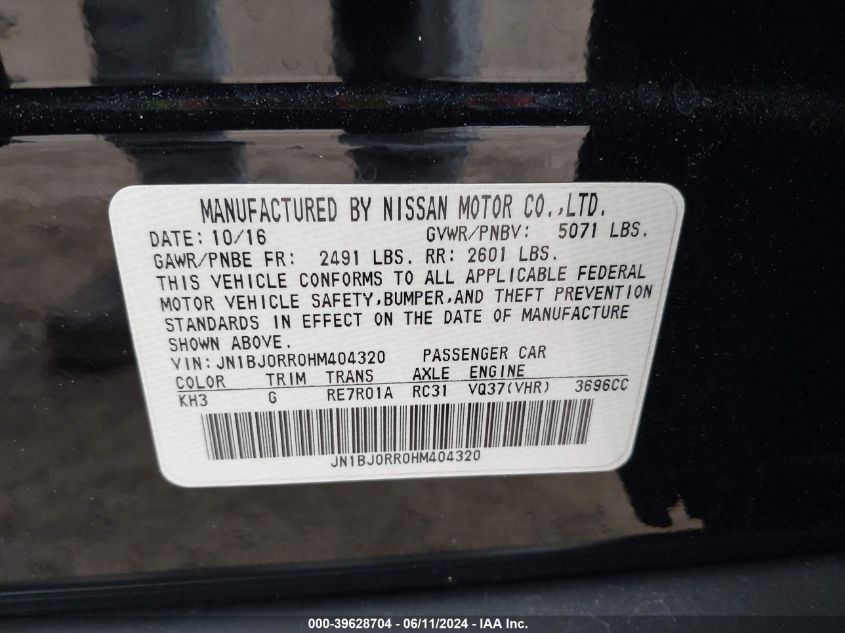 MANUFACTURED BY NISSAN MOTOR CO.,LTD.
DATE: 10/16 GVWR/PNBV: 5071 LBS.
GAWR/PNBE FR: 2491 LBS. RR: 2601 LBS.
THIS VEHICLE CONFORMS TO ALL APPLICABLE FEDERAL
MOTOR VEHICLE SAFETY,BUMPER,AND THEFT PREVENTION
STANDARDS IN EFFECT ON THE DATE OF MANUFACTURE
SHOWN ABOVE.
VIN: JN1BJ0RR0HM404320 PASSENGER CAR
COLOR TRIM TRANS AXLE ENGINE
KH3 G RE7R01A RC31 VQ37(VHR) 3696CC
JN1BJ0RR0HM404320
000-39628704 - 06/11/2024 - IAA Inc.